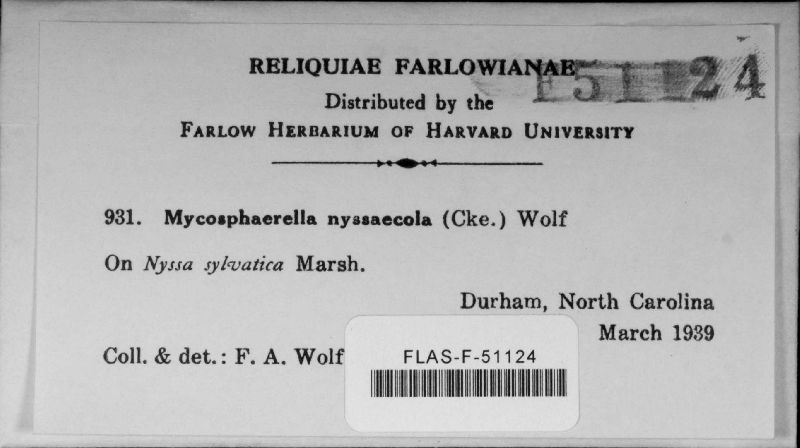 RELIQUIAE FARLOWIANAE
F 51124
Distributed by the
FARLOW HERBARIUM OF HARVARD UNIVERSITY
931. Mycosphaerella nyssaecola (Cke.) Wolf
On Nyssa sylvatica Marsh.
Durham, North Carolina
March 1939
Coll. & det.: F. A. Wolf
FLAS-F-51124